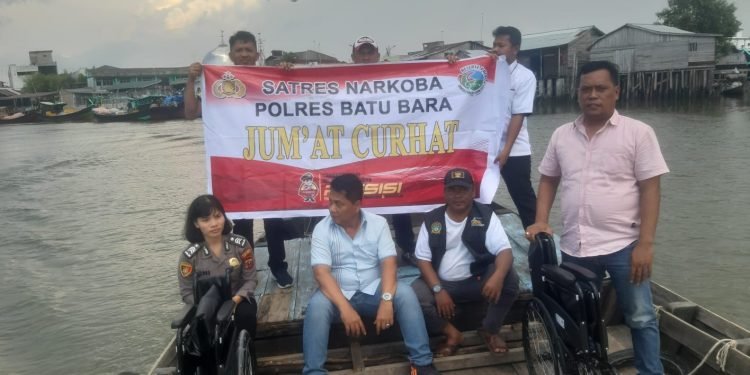 SATRES NARKOBA
POLRES BATU BARA
JUM'AT CURHAT